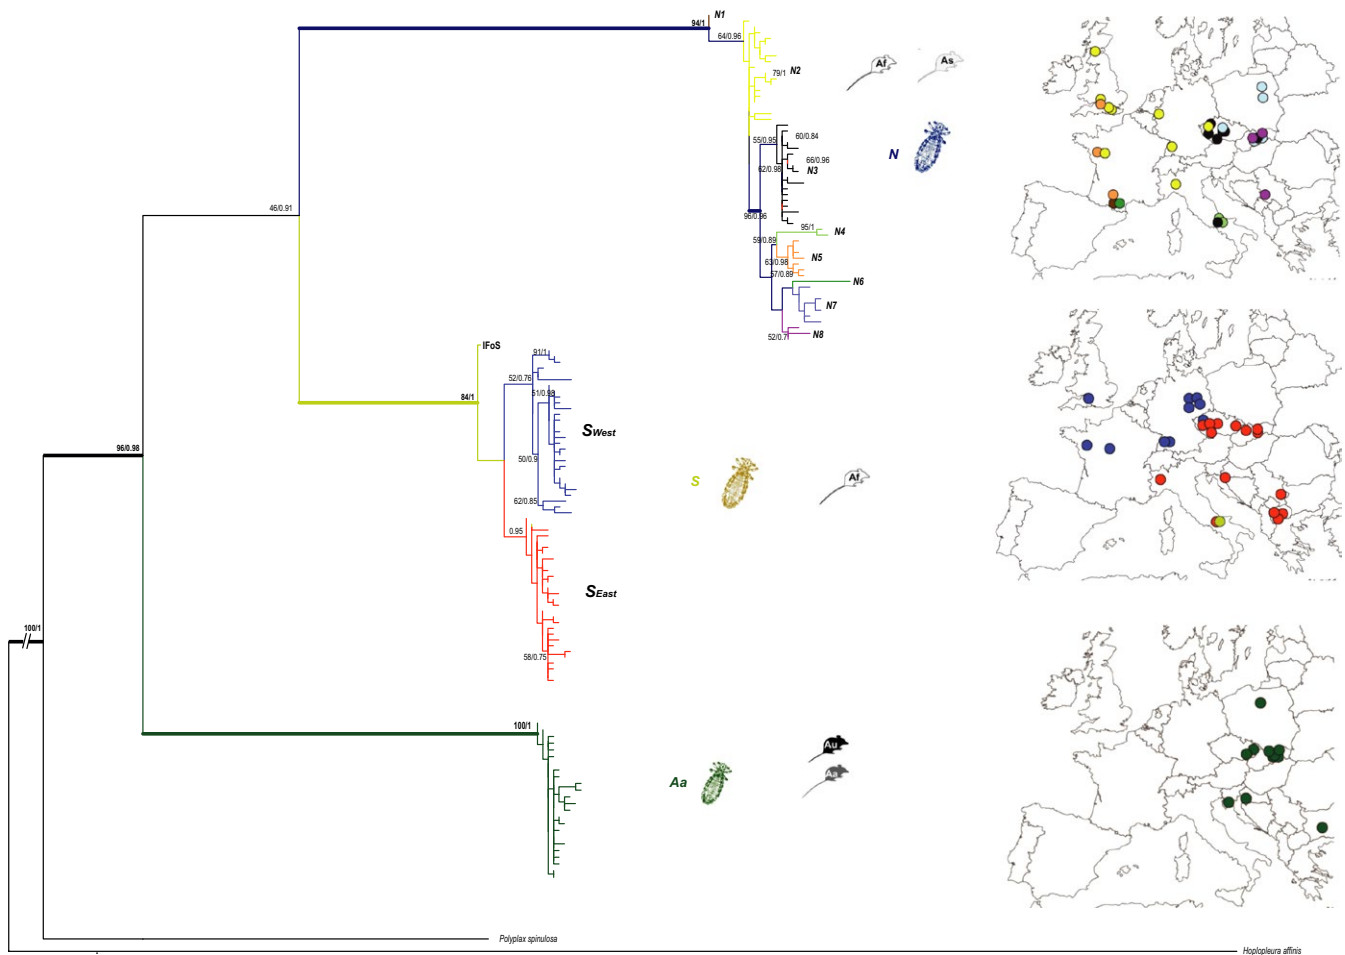 N1
94/1
64/0.96
79/1
N2
Af
As
55/0.95
60/0.84
N
66/0.96
62/0.98
N3
96/0.96
95/1
N4
46/0.91
59/0.89
N5
63/0.98
57/0.89
N6
N7
52/0.7
N8
IFoS
91/1
52/0.76
51/0.98
84/1
SWest
96/0.98
50/0.9
S
Af
62/0.85
0.95
SEast
100/1
58/0.75
100/1
Au
Aa
Aa
Polyplax spinulosa
Hoplopleura affinis